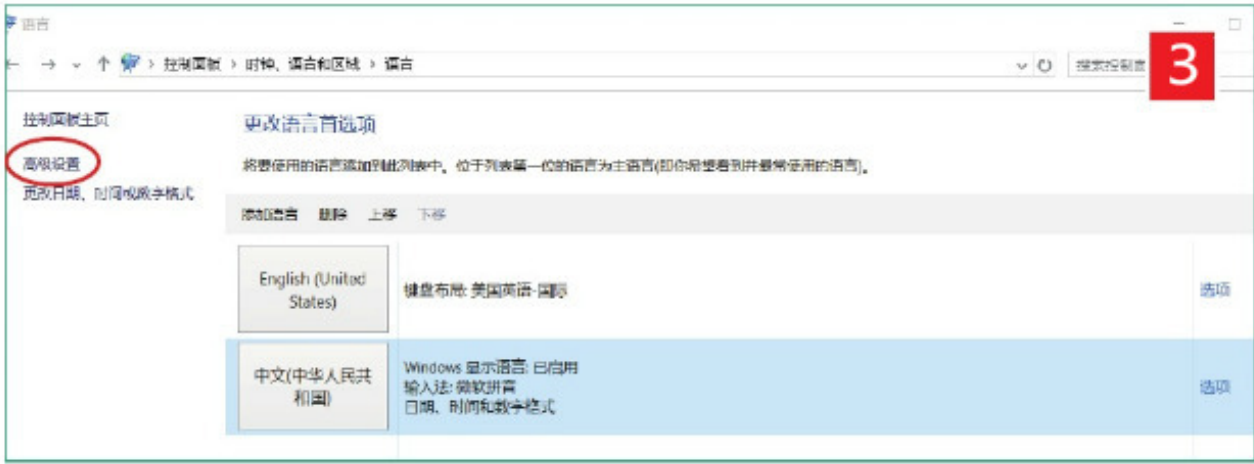 语言
控制面板 > 时钟、语言和区域 > 语言
搜索控制面
3
控制面板主页
高级设置
更改日期、时间或数字格式
更改语言首选项
将要使用的语言添加到此列表中。位于列表第一位的语言为主语言(即你希望看到并最常使用的语言)。
添加语言 删除 上移 下移
English (United
States)
键盘布局: 美国英语-国际
选项
中文(中华人民共
和国)
Windows 显示语言: 已启用
输入法: 微软拼音
日期、时间和数字格式
选项